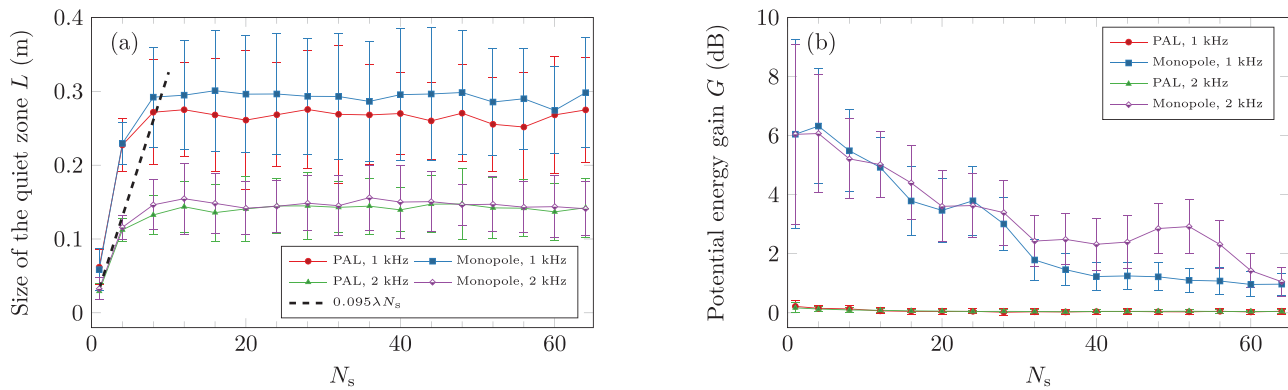 (a)
Size of the quiet zone L (m)
0.4
0.3
0.2
0.1
0
PAL, 1 kHz
Monopole, 1 kHz
PAL, 2 kHz
Monopole, 2 kHz
0.095λNₛ
0 20 40 60
Nₛ
(b)
Potential energy gain G (dB)
10
8
6
4
2
0
PAL, 1 kHz
Monopole, 1 kHz
PAL, 2 kHz
Monopole, 2 kHz
0 20 40 60
Nₛ